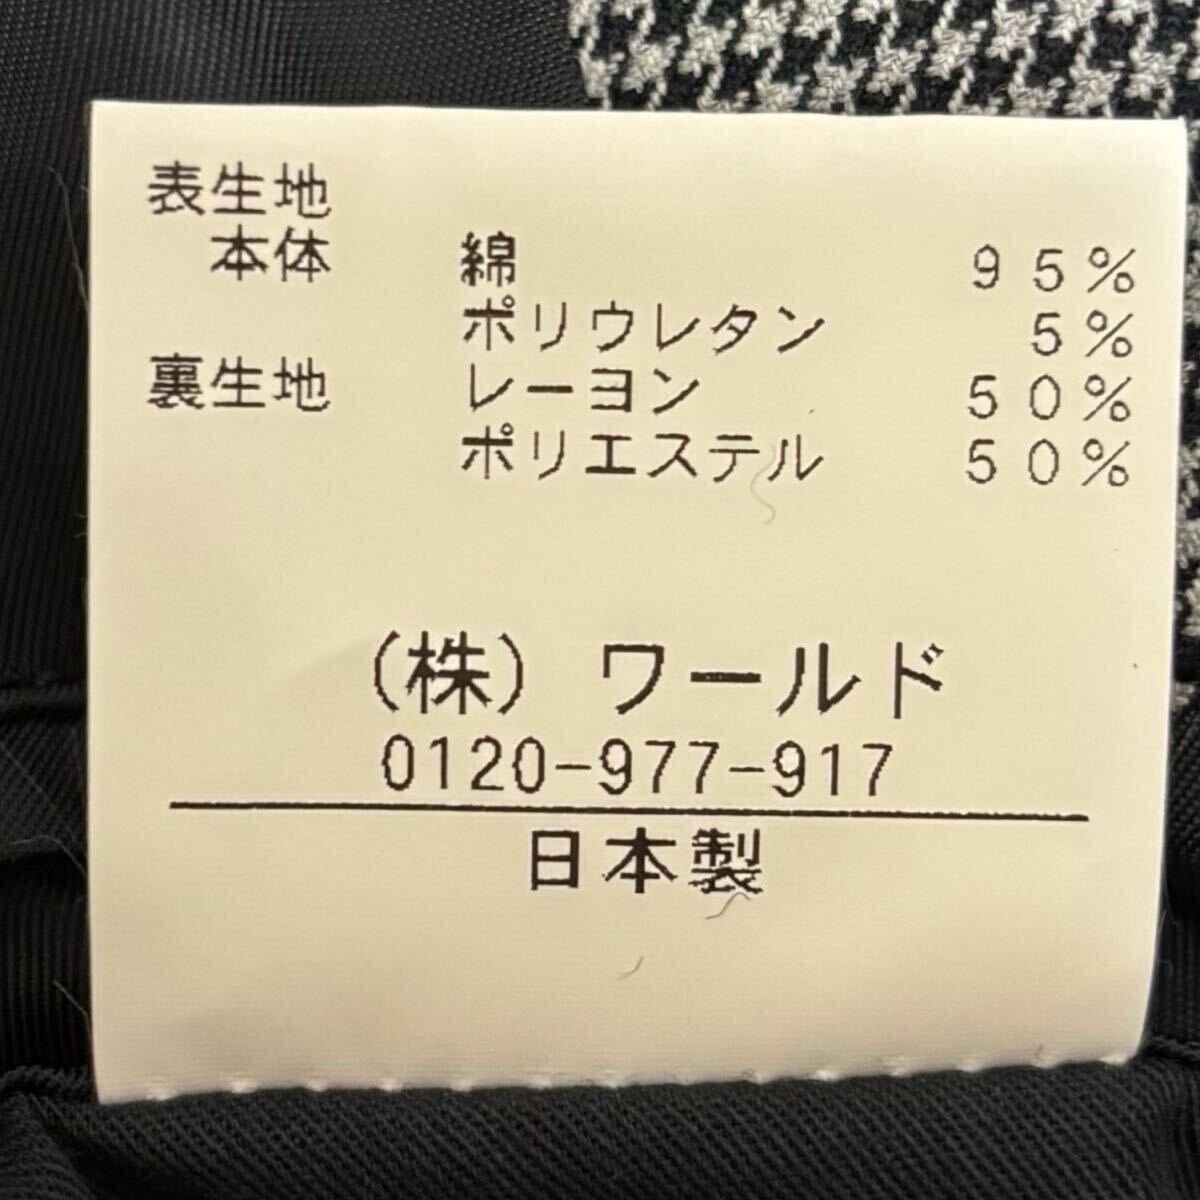 表生地
本体 綿 95%
ポリウレタン 5%
裏生地 レーヨン 50%
ポリエステル 50%
(株) ワールド
0120-977-917
日本製